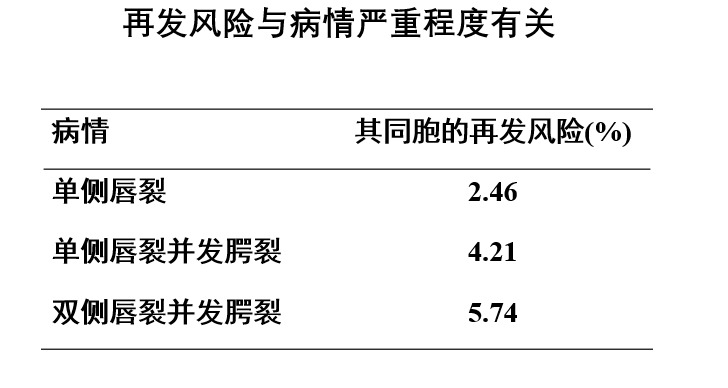 再发风险与病情严重程度有关
病情 其同胞的再发风险(%)
单侧唇裂 2.46
单侧唇裂并发腭裂 4.21
双侧唇裂并发腭裂 5.74